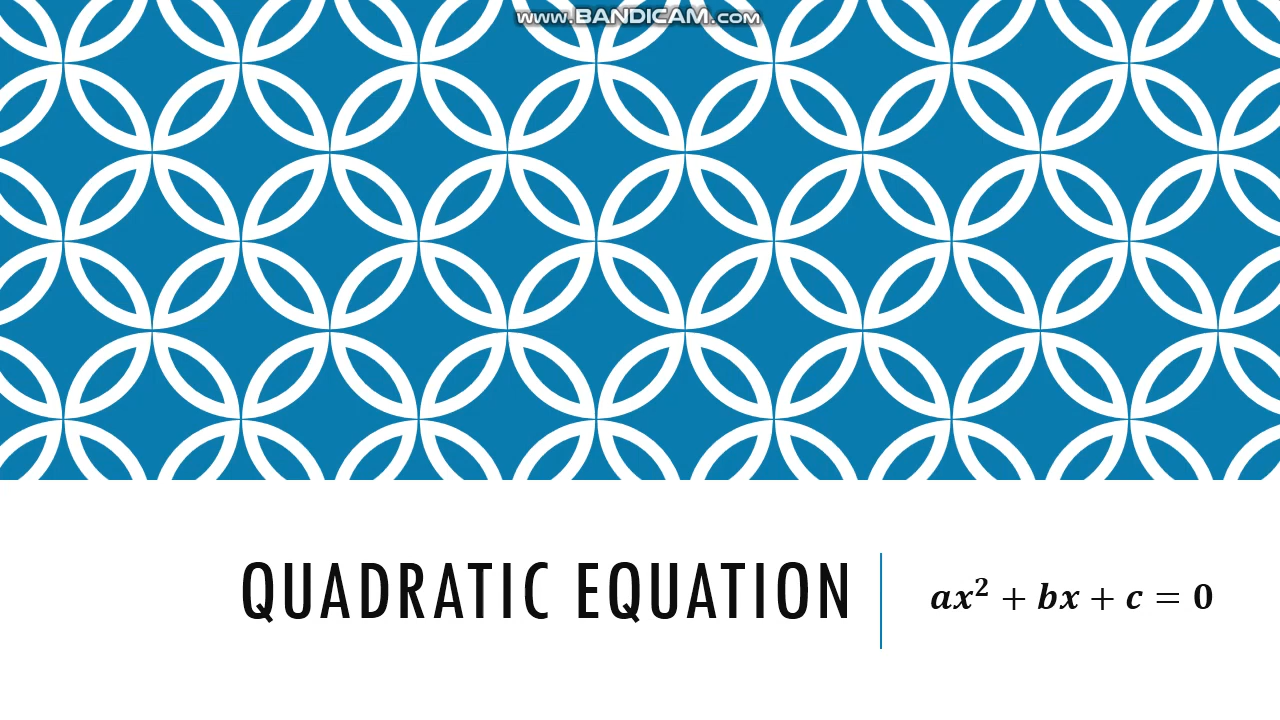 www.BANDICAM.com
QUADRATIC EQUATION
ax² + bx + c = 0